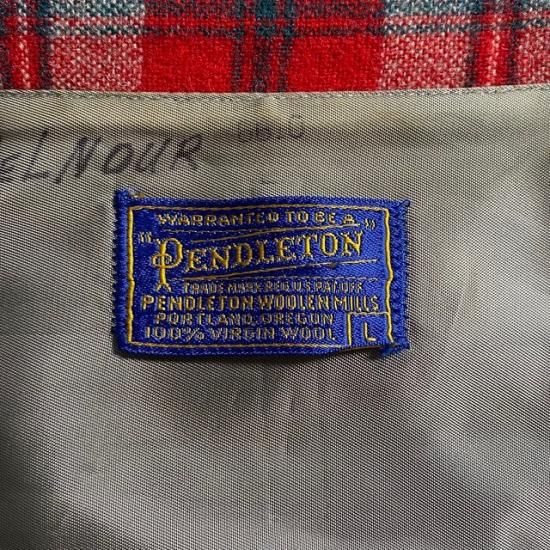 ELNOUR
WARRANTED TO BE A
"PENDLETON"
TRADE MARK REG. U.S. PAT. OFF.
PENDLETON WOOLEN MILLS
PORTLAND, OREGON
100% VIRGIN WOOL L